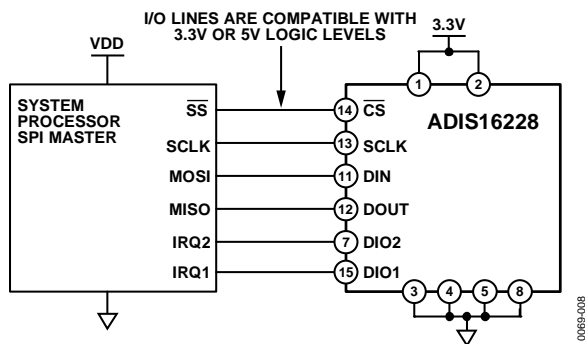 I/O LINES ARE COMPATIBLE WITH
3.3V OR 5V LOGIC LEVELS
VDD
3.3V
1
2
SYSTEM
PROCESSOR
SPI MASTER
ADIS16228
SS
14
CS
SCLK
13
SCLK
MOSI
11
DIN
MISO
12
DOUT
IRQ2
7
DIO2
IRQ1
15
DIO1
3
4
5
8
0069-008